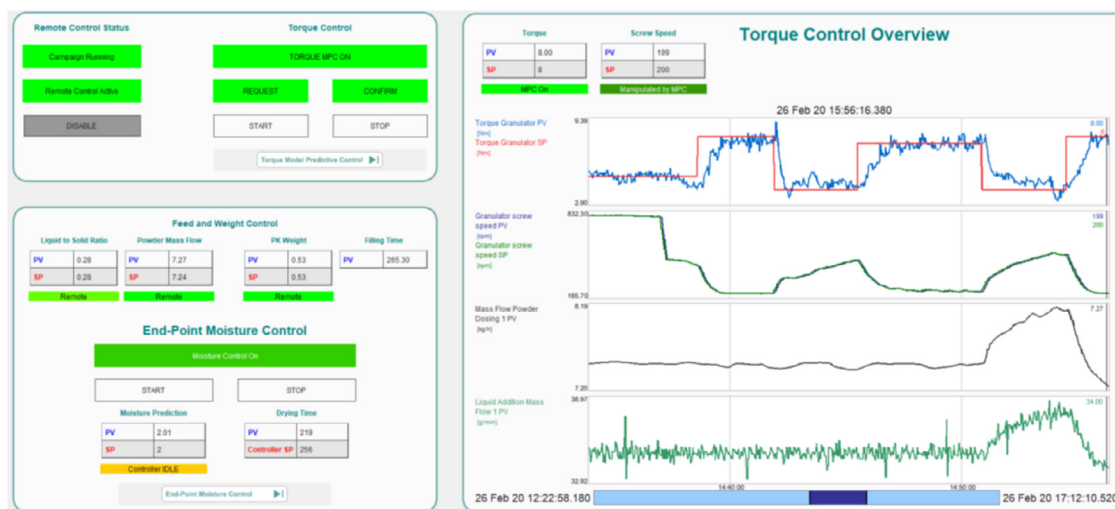 Remote Control Status
Torque Control
Campaign Running
TORQUE MPC ON
Remote Control Active
REQUEST
CONFIRM
DISABLE
START
STOP
Torque Model Predictive Control
Feed and Weight Control
Liquid to Solid Ratio
Powder Mass Flow
PK Weight
Filling Time
PV 0.28
PV 7.27
PV 0.53
PV 265.30
SP 0.28
SP 7.24
SP 0.53
Remote
Remote
Remote
End-Point Moisture Control
Moisture Control On
START
STOP
Moisture Prediction
Drying Time
PV 2.01
PV 219
SP 2
Controller SP 256
Controller IDLE
End-Point Moisture Control
Torque
Screw Speed
Torque Control Overview
PV 8.00
PV 199
SP 8
SP 200
MPC On
Manipulated by MPC
26 Feb 20 15:56:16.380
Torque Granulator PV
[Nm]
Torque Granulator SP
[Nm]
9.39
8.00
8
2.90
Granulator screw
speed PV
[rpm]
Granulator screw
speed SP
[rpm]
832.30
199
200
165.70
Mass Flow Powder
Dosing 1 PV
[kg/h]
8.19
7.27
7.20
Liquid Addition Mass
Flow 1 PV
[g/min]
38.97
34.00
32.92
14:40:00
14:50:00
26 Feb 20 12:22:58.180
26 Feb 20 17:12:10.520